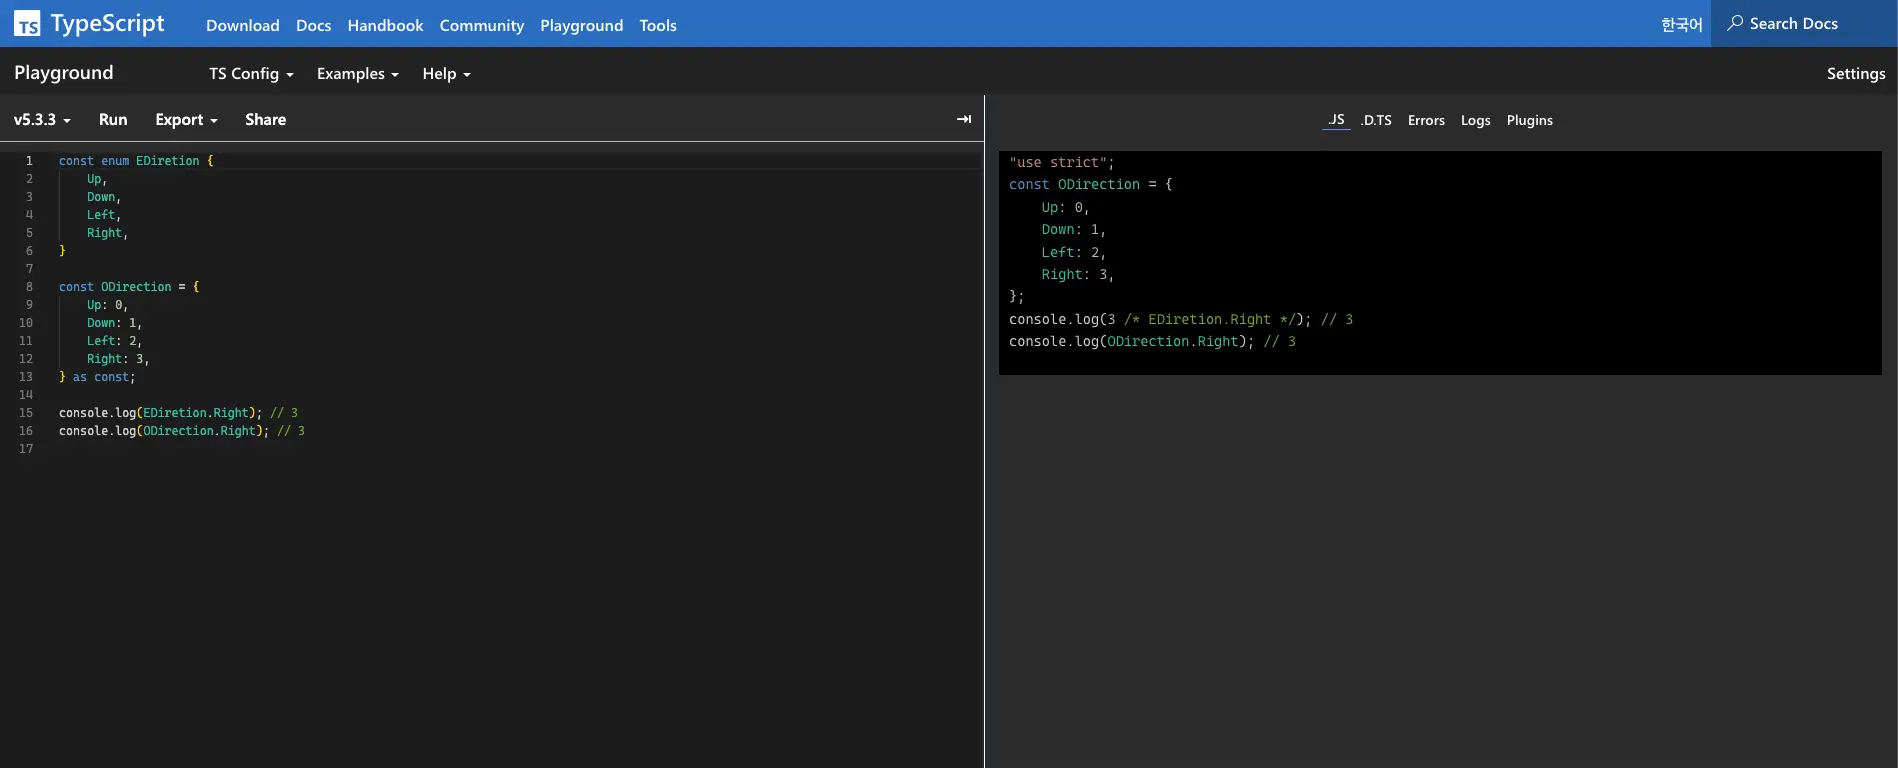 TS TypeScript Download Docs Handbook Community Playground Tools 한국어 Search Docs
Playground TS Config Examples Help Settings
v5.3.3 Run Export Share
1 const enum EDiretion {
2     Up,
3     Down,
4     Left,
5     Right,
6 }
7
8 const ODirection = {
9     Up: 0,
10     Down: 1,
11     Left: 2,
12     Right: 3,
13 } as const;
14
15 console.log(EDiretion.Right); // 3
16 console.log(ODirection.Right); // 3
17
.JS .D.TS Errors Logs Plugins
"use strict";
const ODirection = {
    Up: 0,
    Down: 1,
    Left: 2,
    Right: 3,
};
console.log(3 /* EDiretion.Right */); // 3
console.log(ODirection.Right); // 3